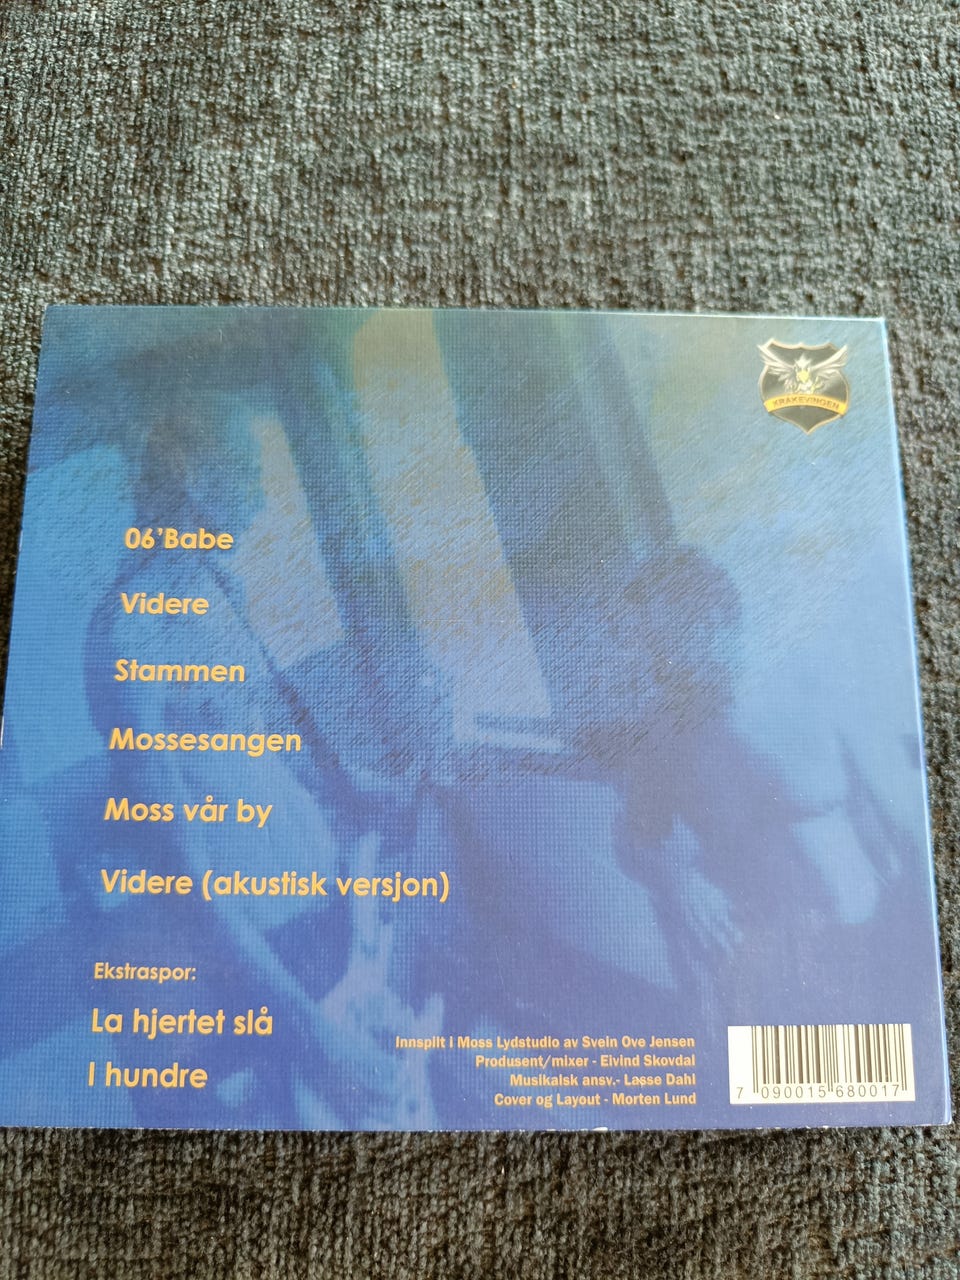 KRÅKEVINGEN
06'Babe
Videre
Stammen
Mossesangen
Moss vår by
Videre (akustisk versjon)
Ekstraspor:
La hjertet slå
I hundre
Innspilt i Moss Lydstudio av Svein Ove Jensen
Produsent/mixer - Eivind Skovdal
Musikalsk ansv.- Lasse Dahl
Cover og Layout - Morten Lund
7 090015 680017